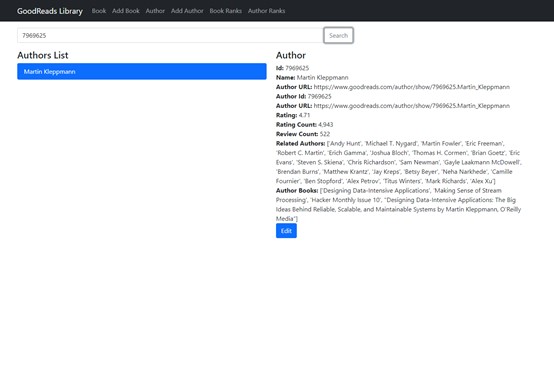 GoodReads Library Book Add Book Author Add Author Book Ranks Author Ranks
7969625 Search
Authors List
Martin Kleppmann
Author
Id: 7969625
Name: Martin Kleppmann
Author URL: https://www.goodreads.com/author/show/7969625.Martin_Kleppmann
Author Id: 7969625
Author URL: https://www.goodreads.com/author/show/7969625.Martin_Kleppmann
Rating: 4.71
Rating Count: 4,943
Review Count: 522
Related Authors: ['Andy Hunt', 'Michael T. Nygard', 'Martin Fowler', 'Eric Freeman',
'Robert C. Martin', 'Erich Gamma', 'Joshua Bloch', 'Thomas H. Cormen', 'Brian Goetz', 'Eric
Evans', 'Steven S. Skiena', 'Chris Richardson', 'Sam Newman', 'Gayle Laakmann McDowell',
'Brendan Burns', 'Matthew Krantz', 'Jay Kreps', 'Betsy Beyer', 'Neha Narkhede', 'Camille
Fournier', 'Ben Stopford', 'Alex Petrov', 'Titus Winters', 'Mark Richards', 'Alex Xu']
Author Books: ['Designing Data-Intensive Applications', 'Making Sense of Stream
Processing', 'Hacker Monthly Issue 10', "Designing Data-Intensive Applications: The Big
Ideas Behind Reliable, Scalable, and Maintainable Systems by Martin Kleppmann, O'Reilly
Media"]
Edit